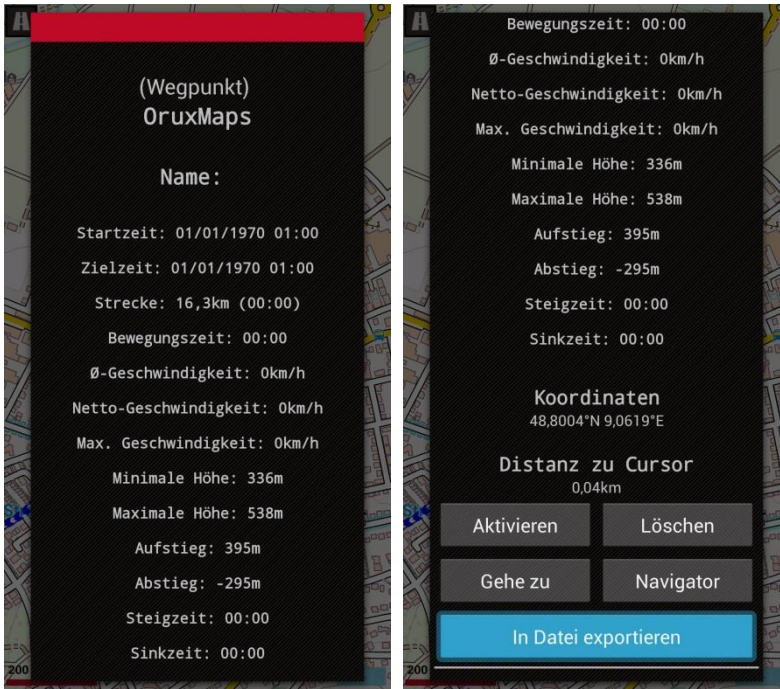 (Wegpunkt)
OruxMaps
Name:
Startzeit: 01/01/1970 01:00
Zielzeit: 01/01/1970 01:00
Strecke: 16,3km (00:00)
Bewegungszeit: 00:00
Ø-Geschwindigkeit: 0km/h
Netto-Geschwindigkeit: 0km/h
Max. Geschwindigkeit: 0km/h
Minimale Höhe: 336m
Maximale Höhe: 538m
Aufstieg: 395m
Abstieg: -295m
Steigzeit: 00:00
Sinkzeit: 00:00
200
Bewegungszeit: 00:00
Ø-Geschwindigkeit: 0km/h
Netto-Geschwindigkeit: 0km/h
Max. Geschwindigkeit: 0km/h
Minimale Höhe: 336m
Maximale Höhe: 538m
Aufstieg: 395m
Abstieg: -295m
Steigzeit: 00:00
Sinkzeit: 00:00
Koordinaten
48,8004°N 9,0619°E
Distanz zu Cursor
0,04km
Aktivieren
Löschen
Gehe zu
Navigator
In Datei exportieren
200